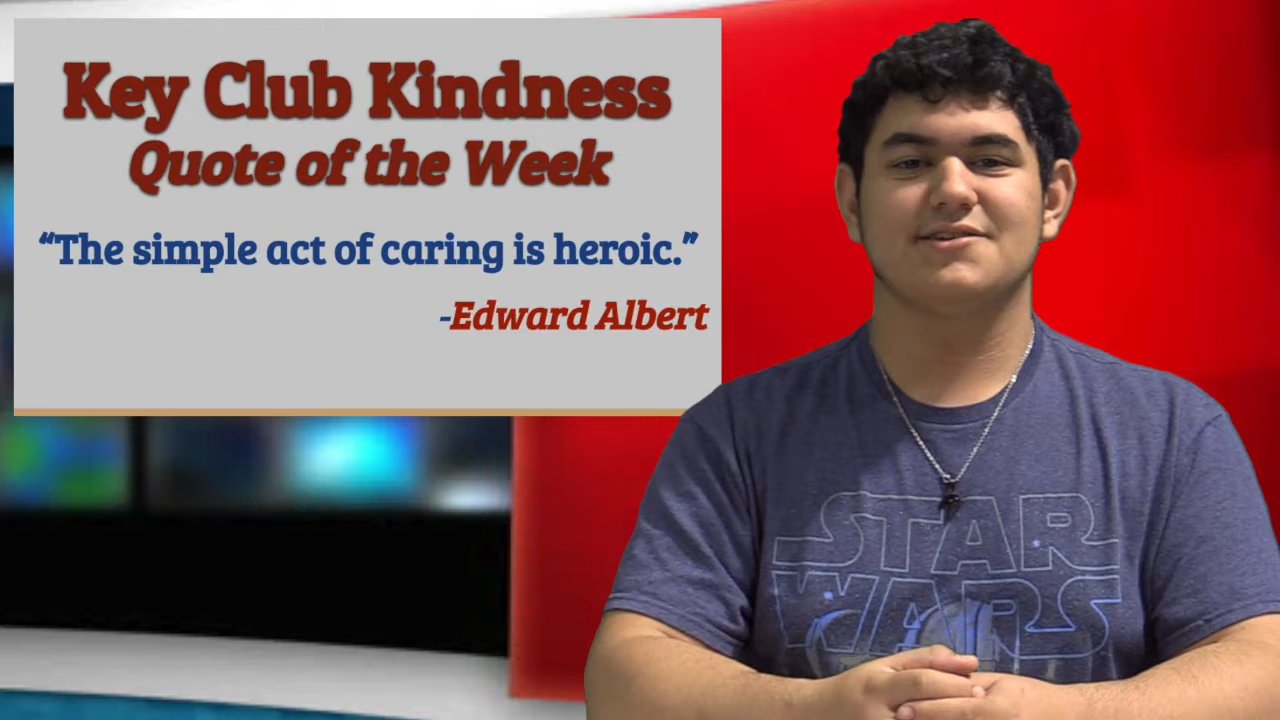 Key Club Kindness
Quote of the Week
“The simple act of caring is heroic.”
-Edward Albert
STAR
WARS